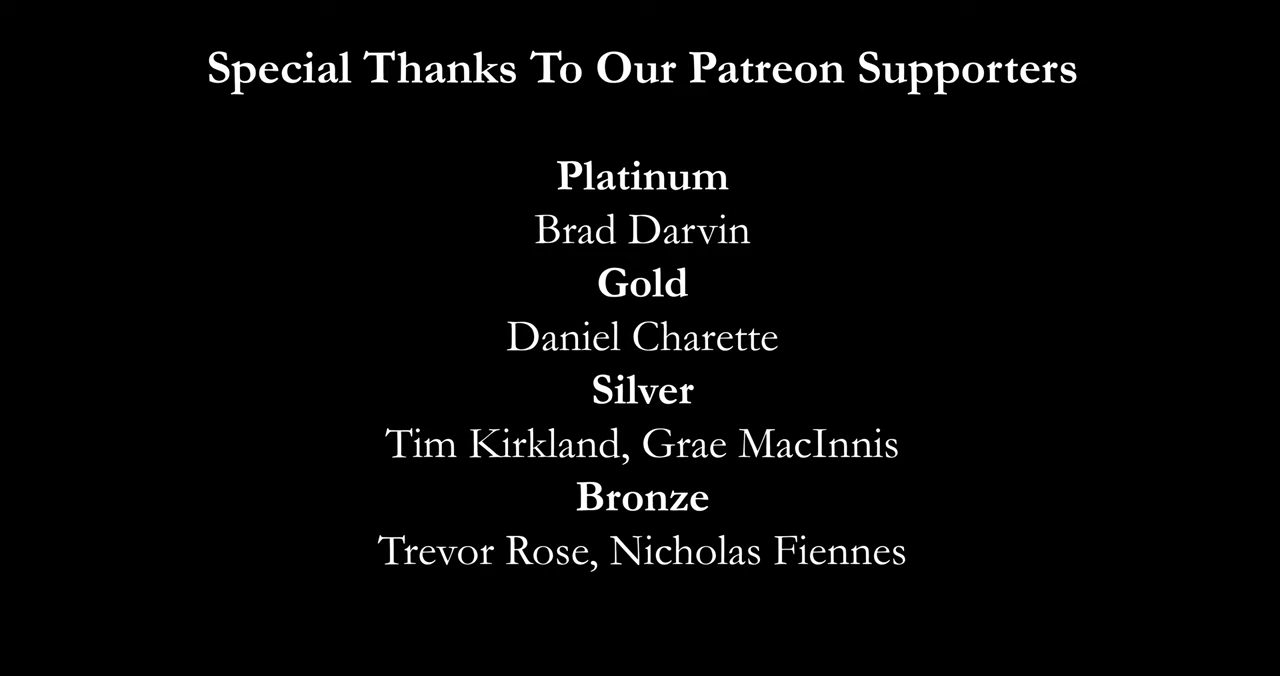 Special Thanks To Our Patreon Supporters
Platinum
Brad Darvin
Gold
Daniel Charette
Silver
Tim Kirkland, Grae MacInnis
Bronze
Trevor Rose, Nicholas Fiennes